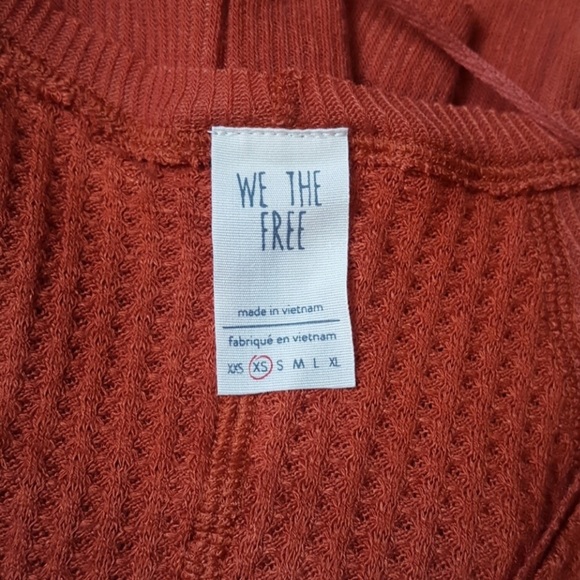 WE THE
FREE
made in vietnam
fabriqué en vietnam
XXS XS S M L XL